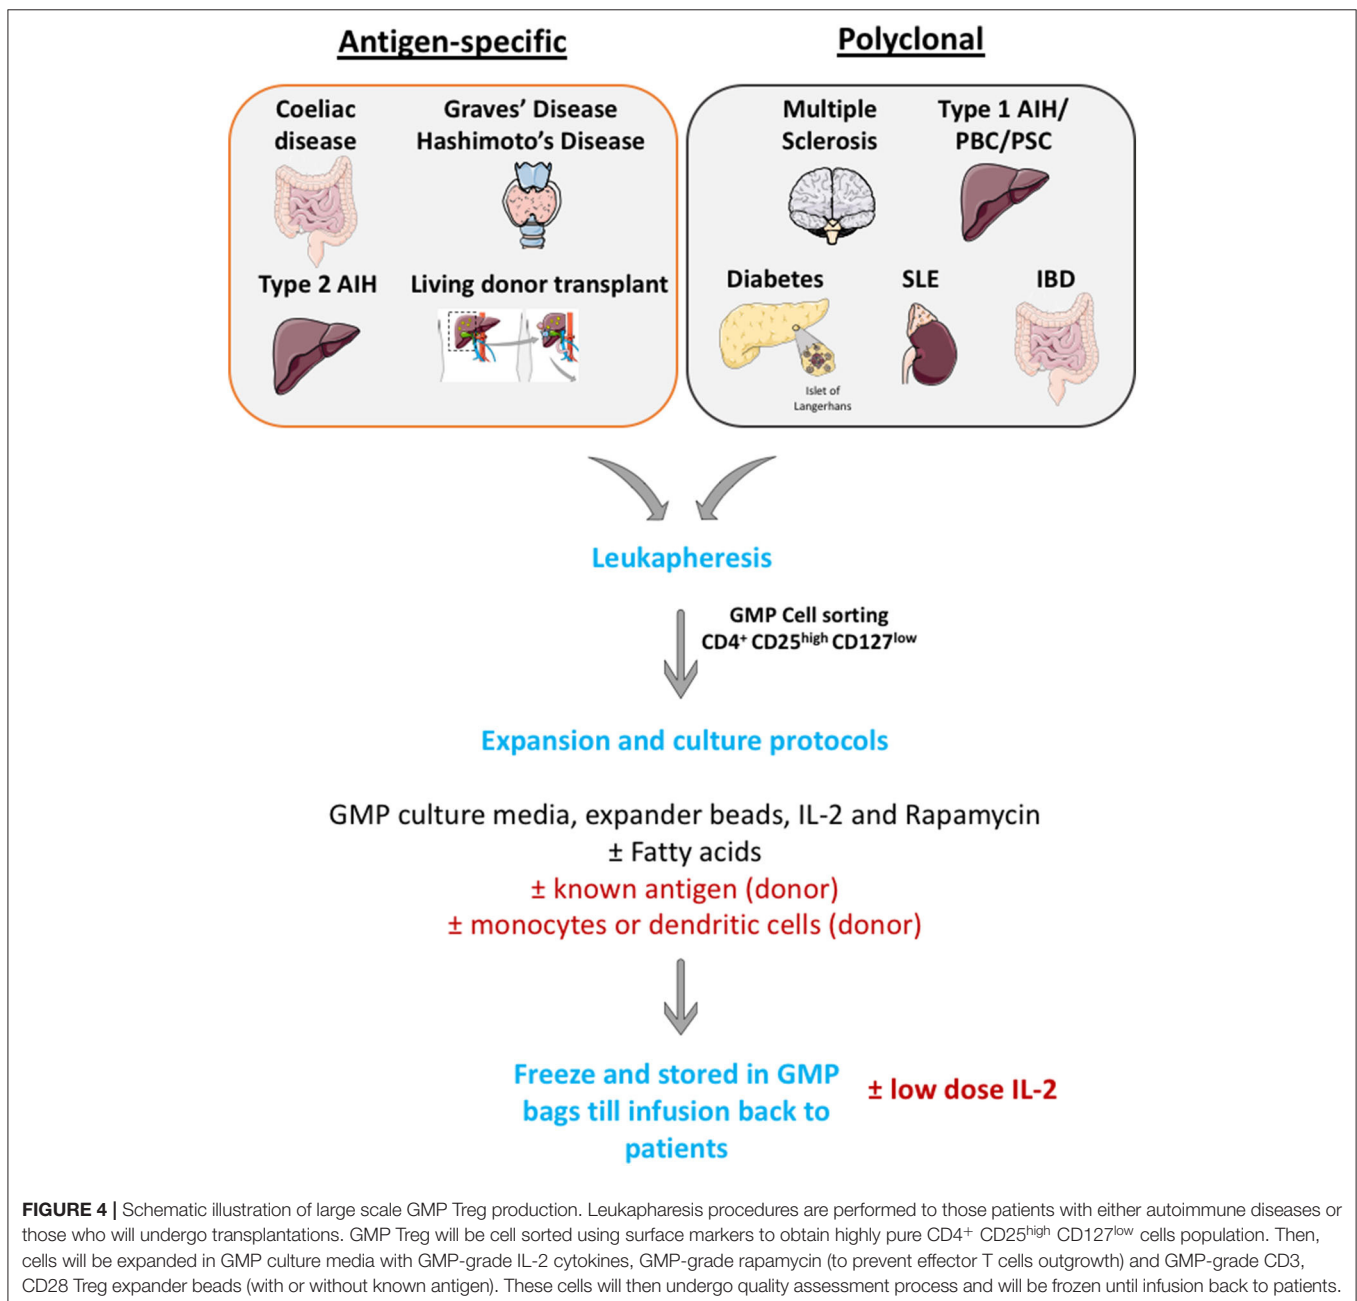 Antigen-specific
Coeliac
disease
Graves’ Disease
Hashimoto’s Disease
Type 2 AIH
Living donor transplant
Polyclonal
Multiple
Sclerosis
Type 1 AIH/
PBC/PSC
Diabetes
SLE
IBD
Islet of
Langerhans
Leukapheresis
GMP Cell sorting
CD4⁺ CD25ʰⁱᵍʰ CD127ˡᵒʷ
Expansion and culture protocols
GMP culture media, expander beads, IL-2 and Rapamycin
± Fatty acids
± known antigen (donor)
± monocytes or dendritic cells (donor)
Freeze and stored in GMP
bags till infusion back to
patients
± low dose IL-2
FIGURE 4 | Schematic illustration of large scale GMP Treg production. Leukapharesis procedures are performed to those patients with either autoimmune diseases or
those who will undergo transplantations. GMP Treg will be cell sorted using surface markers to obtain highly pure CD4⁺ CD25ʰⁱᵍʰ CD127ˡᵒʷ cells population. Then,
cells will be expanded in GMP culture media with GMP-grade IL-2 cytokines, GMP-grade rapamycin (to prevent effector T cells outgrowth) and GMP-grade CD3,
CD28 Treg expander beads (with or without known antigen). These cells will then undergo quality assessment process and will be frozen until infusion back to patients.